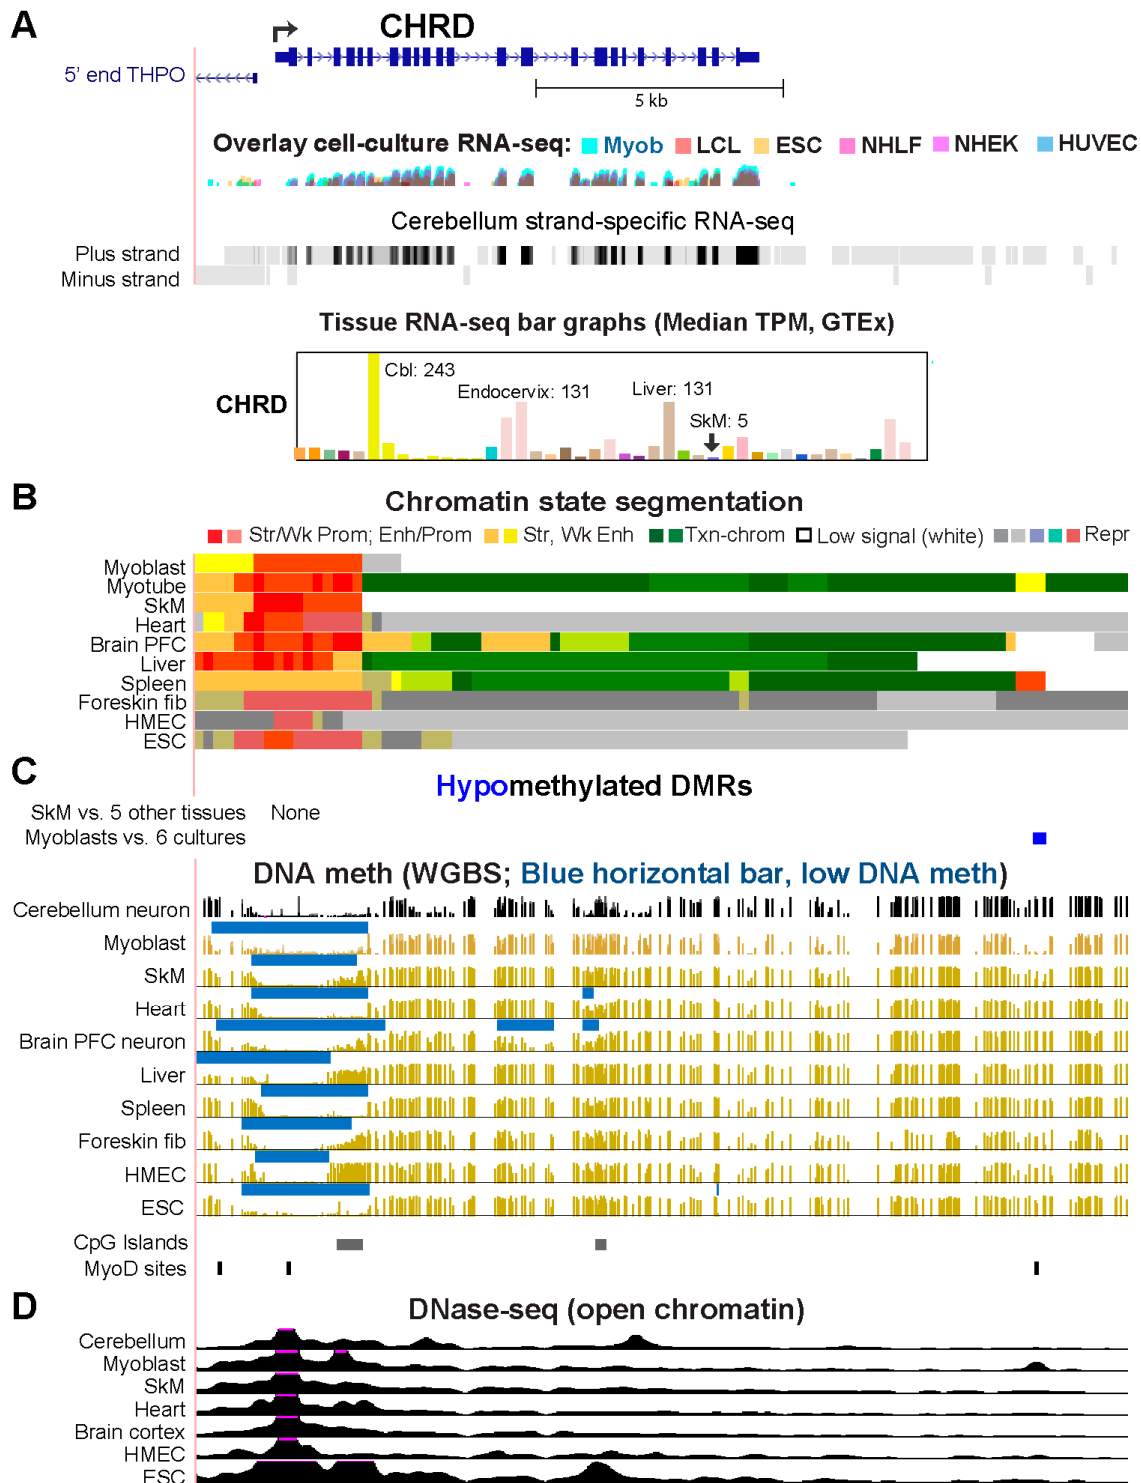 A
CHRD
5' end THPO
5 kb
Overlay cell-culture RNA-seq: Myob LCL ESC NHLF NHEK HUVEC
Cerebellum strand-specific RNA-seq
Plus strand
Minus strand
Tissue RNA-seq bar graphs (Median TPM, GTEx)
Cbl: 243
Endocervix: 131
Liver: 131
SkM: 5
CHRD
B
Chromatin state segmentation
Str/Wk Prom; Enh/Prom Str, Wk Enh Txn-chrom Low signal (white) Repr
Myoblast
Myotube
SkM
Heart
Brain PFC
Liver
Spleen
Foreskin fib
HMEC
ESC
C
Hypomethylated DMRs
SkM vs. 5 other tissues None
Myoblasts vs. 6 cultures
DNA meth (WGBS; Blue horizontal bar, low DNA meth)
Cerebellum neuron
Myoblast
SkM
Heart
Brain PFC neuron
Liver
Spleen
Foreskin fib
HMEC
ESC
CpG Islands
MyoD sites
D
DNase-seq (open chromatin)
Cerebellum
Myoblast
SkM
Heart
Brain cortex
HMEC
ESC